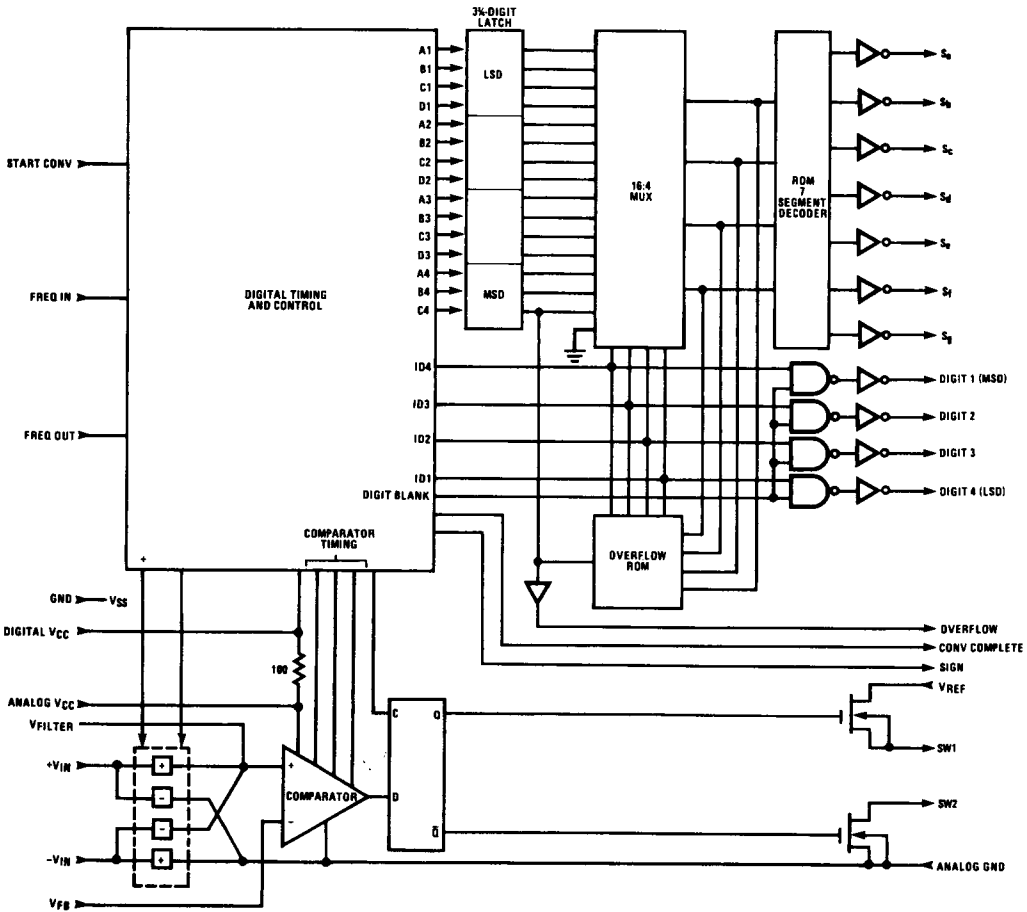 3¾-DIGIT
LATCH
A1
B1
C1
D1
A2
B2
C2
D2
A3
B3
C3
D3
A4
B4
C4
LSD
MSD
16:4
MUX
ROM
7
SEGMENT
DECODER
Sa
Sb
Sc
Sd
Se
Sf
Sg
START CONV
FREQ IN
FREQ OUT
DIGITAL TIMING
AND CONTROL
ID4
ID3
ID2
ID1
DIGIT BLANK
DIGIT 1 (MSD)
DIGIT 2
DIGIT 3
DIGIT 4 (LSD)
COMPARATOR
TIMING
OVERFLOW
ROM
+
GND
VSS
DIGITAL VCC
100
ANALOG VCC
VFILTER
+VIN
-VIN
VFB
+
-
-
+
+
-
COMPARATOR
C
Q
D
Q̅
OVERFLOW
CONV COMPLETE
SIGN
VREF
SW1
SW2
ANALOG GND